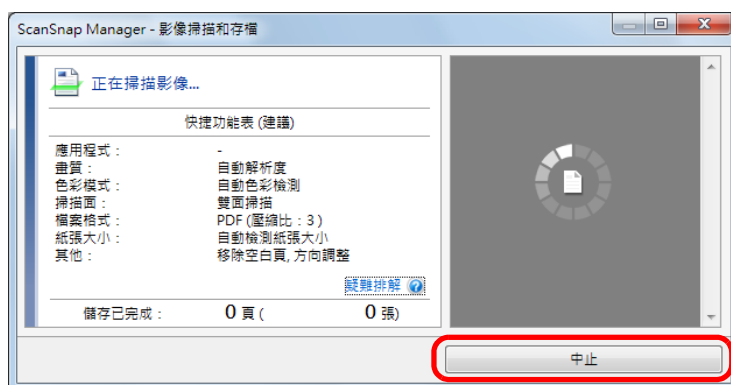 ScanSnap Manager - 影像掃描和存檔
正在掃描影像...
快捷功能表 (建議)
應用程式： -
畫質： 自動解析度
色彩模式： 自動色彩檢測
掃描面： 雙面掃描
檔案格式： PDF (壓縮比：3)
紙張大小： 自動檢測紙張大小
其他： 移除空白頁, 方向調整
疑難排解
儲存已完成： 0 頁 ( 0 張)
中止